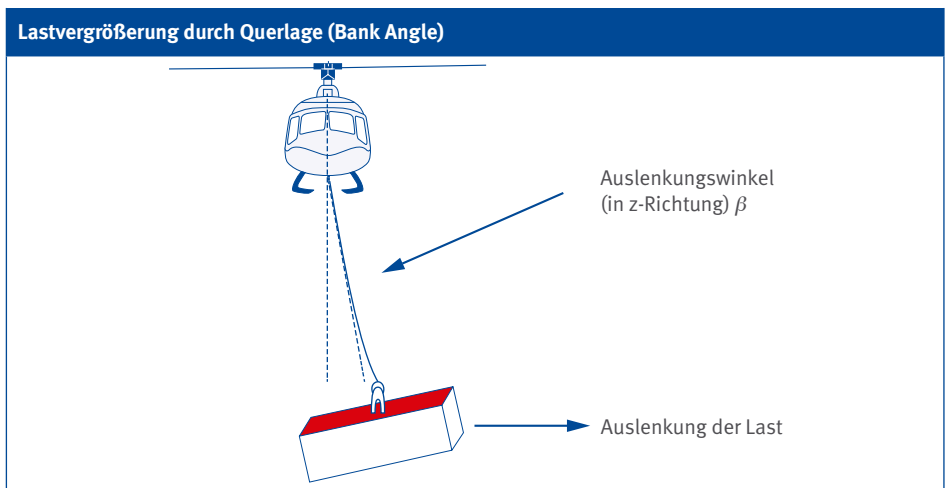 Lastvergrößerung durch Querlage (Bank Angle)
Auslenkungswinkel
(in z-Richtung) β
Auslenkung der Last